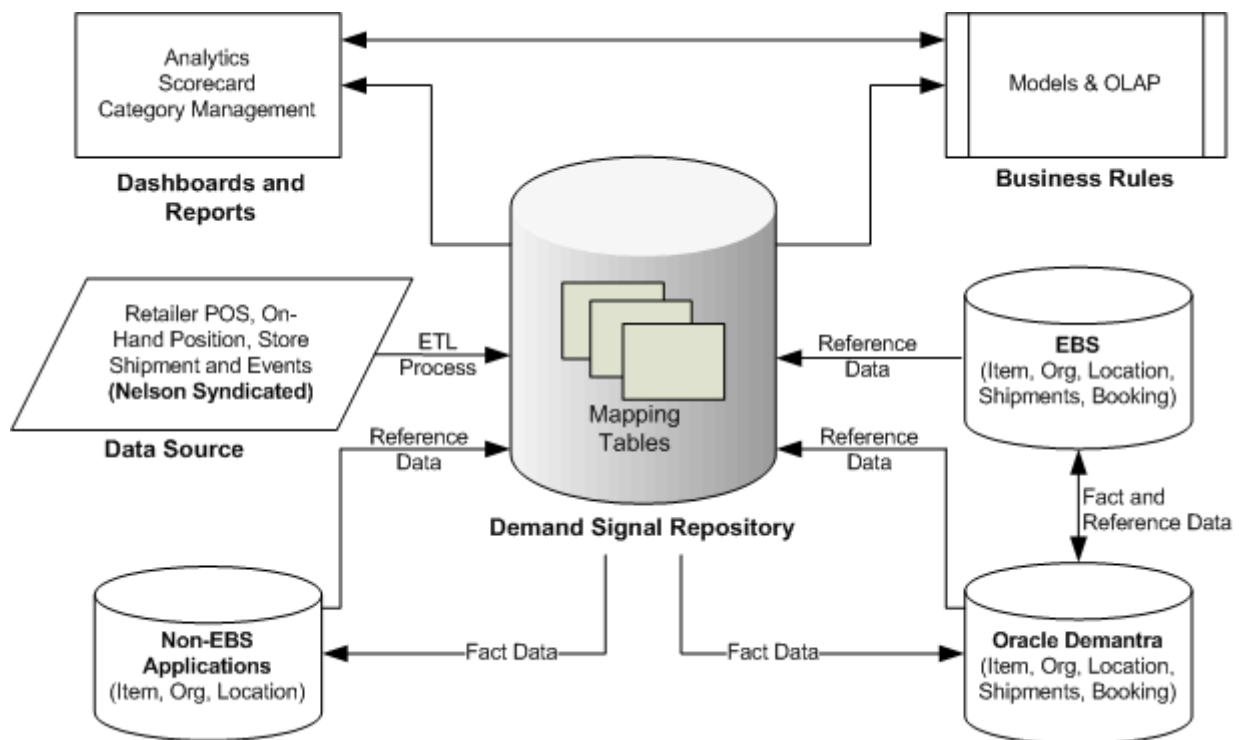 Analytics
Scorecard
Category Management
Dashboards and
Reports
Models & OLAP
Business Rules
Retailer POS, On-
Hand Position, Store
Shipment and Events
(Nelson Syndicated)
Data Source
ETL
Process
Mapping
Tables
Demand Signal Repository
Reference
Data
EBS
(Item, Org, Location,
Shipments, Booking)
Reference
Data
Reference
Data
Fact and
Reference Data
Non-EBS
Applications
(Item, Org, Location)
Fact Data
Fact Data
Oracle Demantra
(Item, Org, Location,
Shipments, Booking)